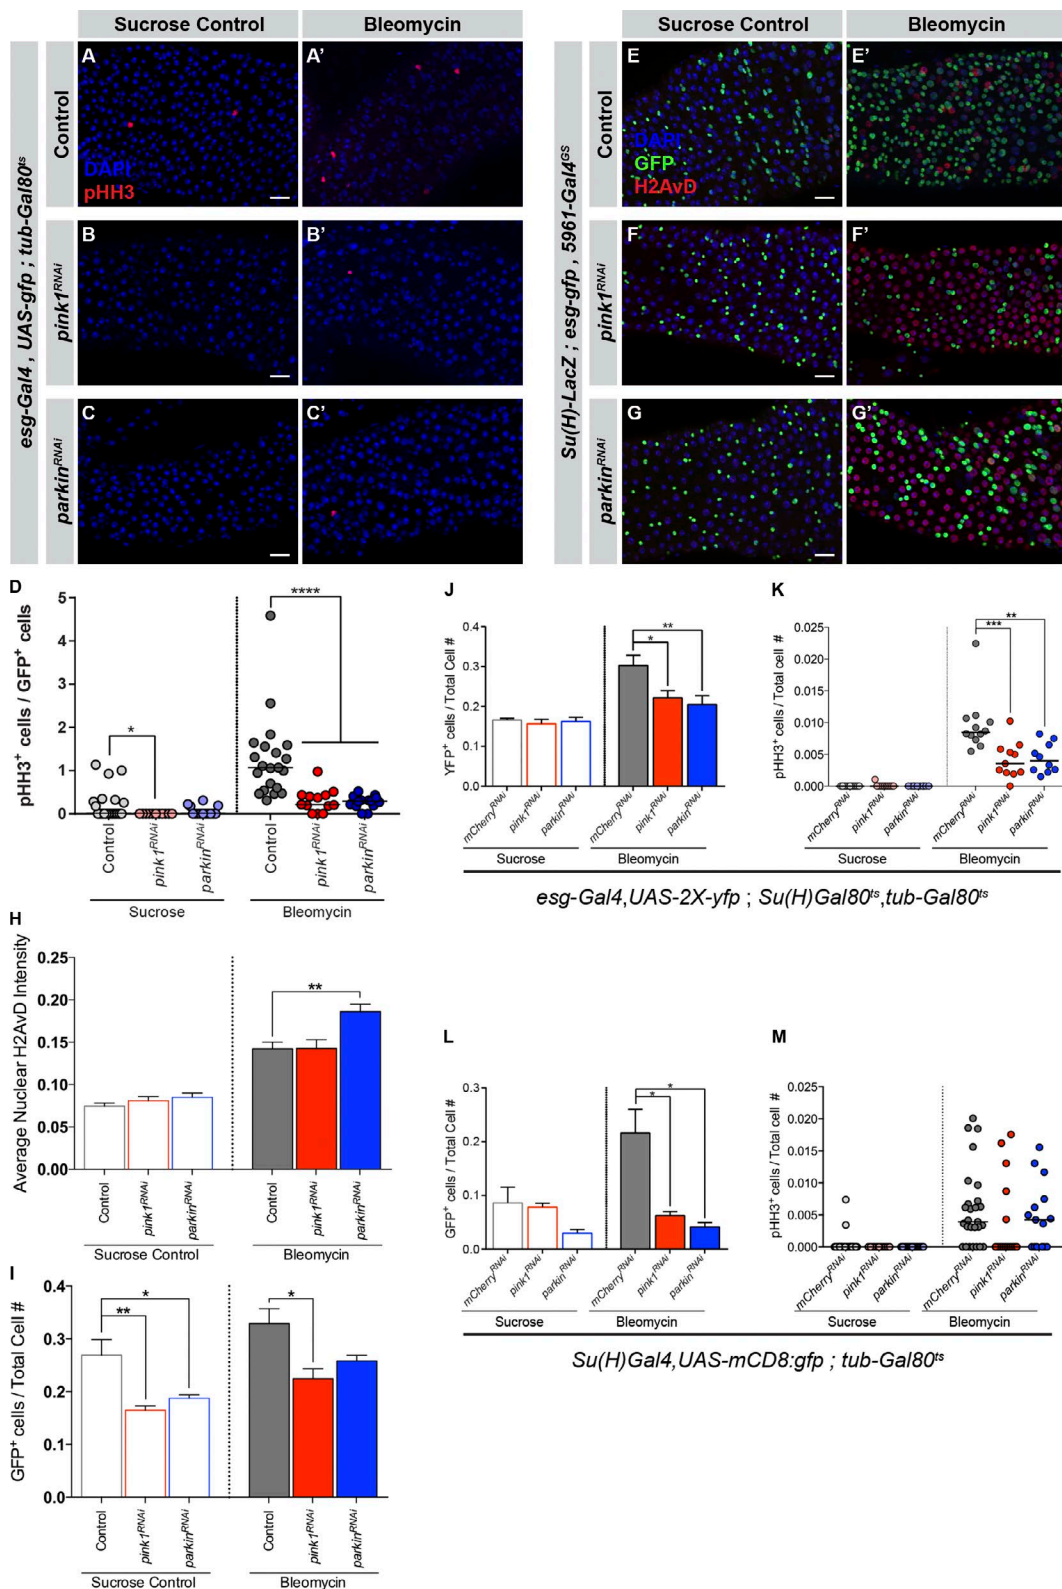 Sucrose Control Bleomycin
esg-Gal4 , UAS-gfp ; tub-Gal80ts
Control
pink1RNAi
parkinRNAi
A A'
DAPI
pHH3
B B'
C C'
Sucrose Control Bleomycin
Su(H)-LacZ ; esg-gfp , 5961-Gal4GS
Control
pink1RNAi
parkinRNAi
E E'
DAPI
GFP
H2AvD
F F'
G G'
D
pHH3+ cells / GFP+ cells
5
4
3
2
1
0
*
****
Control pink1RNAi parkinRNAi Control pink1RNAi parkinRNAi
Sucrose Bleomycin
J
YFP+ cells / Total Cell #
0.4
0.3
0.2
0.1
0.0
**
*
mCherryRNAi pink1RNAi parkinRNAi mCherryRNAi pink1RNAi parkinRNAi
Sucrose Bleomycin
K
pHH3+ cells / Total cell #
0.025
0.020
0.015
0.010
0.005
0.000
**
***
mCherryRNAi pink1RNAi parkinRNAi mCherryRNAi pink1RNAi parkinRNAi
Sucrose Bleomycin
esg-Gal4,UAS-2X-yfp ; Su(H)Gal80ts,tub-Gal80ts
H
Average Nuclear H2AvD Intensity
0.25
0.20
0.15
0.10
0.05
0.00
**
Control pink1RNAi parkinRNAi Control pink1RNAi parkinRNAi
Sucrose Control Bleomycin
I
GFP+ cells / Total Cell #
0.4
0.3
0.2
0.1
0.0
*
**
*
Control pink1RNAi parkinRNAi Control pink1RNAi parkinRNAi
Sucrose Control Bleomycin
L
GFP+ cells / Total Cell #
0.3
0.2
0.1
0.0
*
*
mCherryRNAi pink1RNAi parkinRNAi mCherryRNAi pink1RNAi parkinRNAi
Sucrose Bleomycin
M
pHH3+ cells / Total cell #
0.025
0.020
0.015
0.010
0.005
0.000
mCherryRNAi pink1RNAi parkinRNAi mCherryRNAi pink1RNAi parkinRNAi
Sucrose Bleomycin
Su(H)Gal4,UAS-mCD8:gfp ; tub-Gal80ts